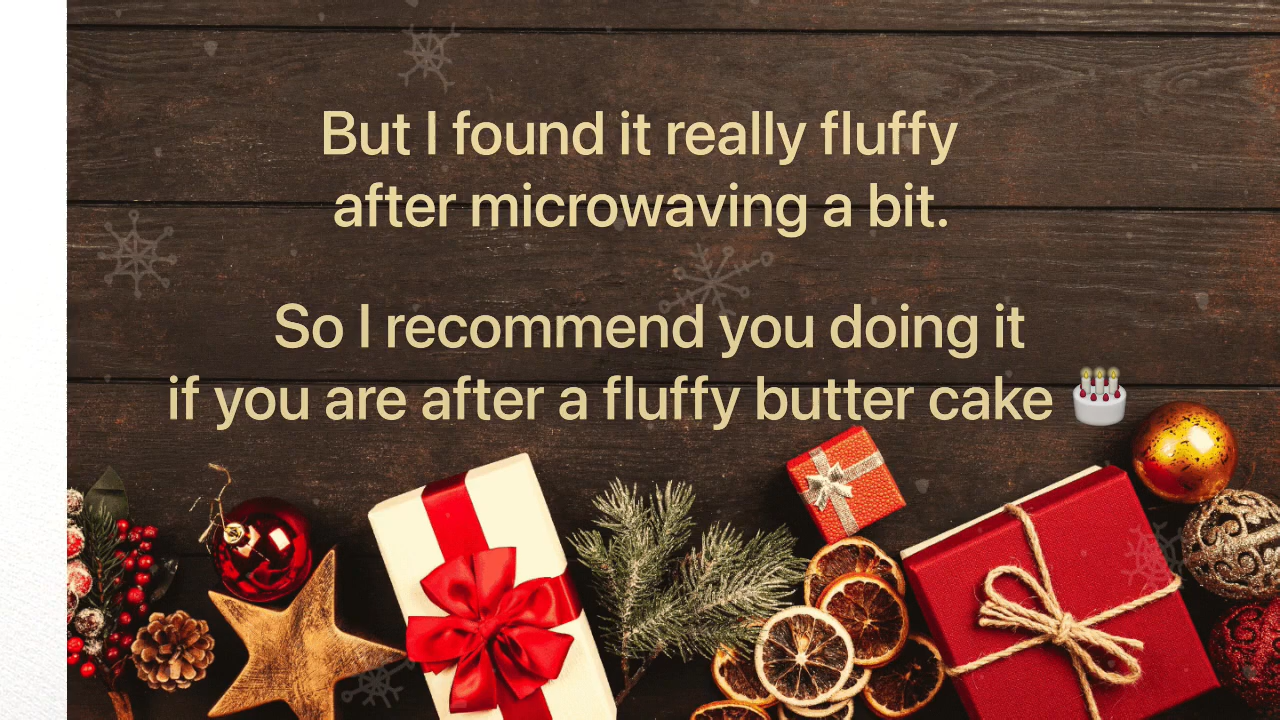 But I found it really fluffy
after microwaving a bit.
So I recommend you doing it
if you are after a fluffy butter cake 🎂